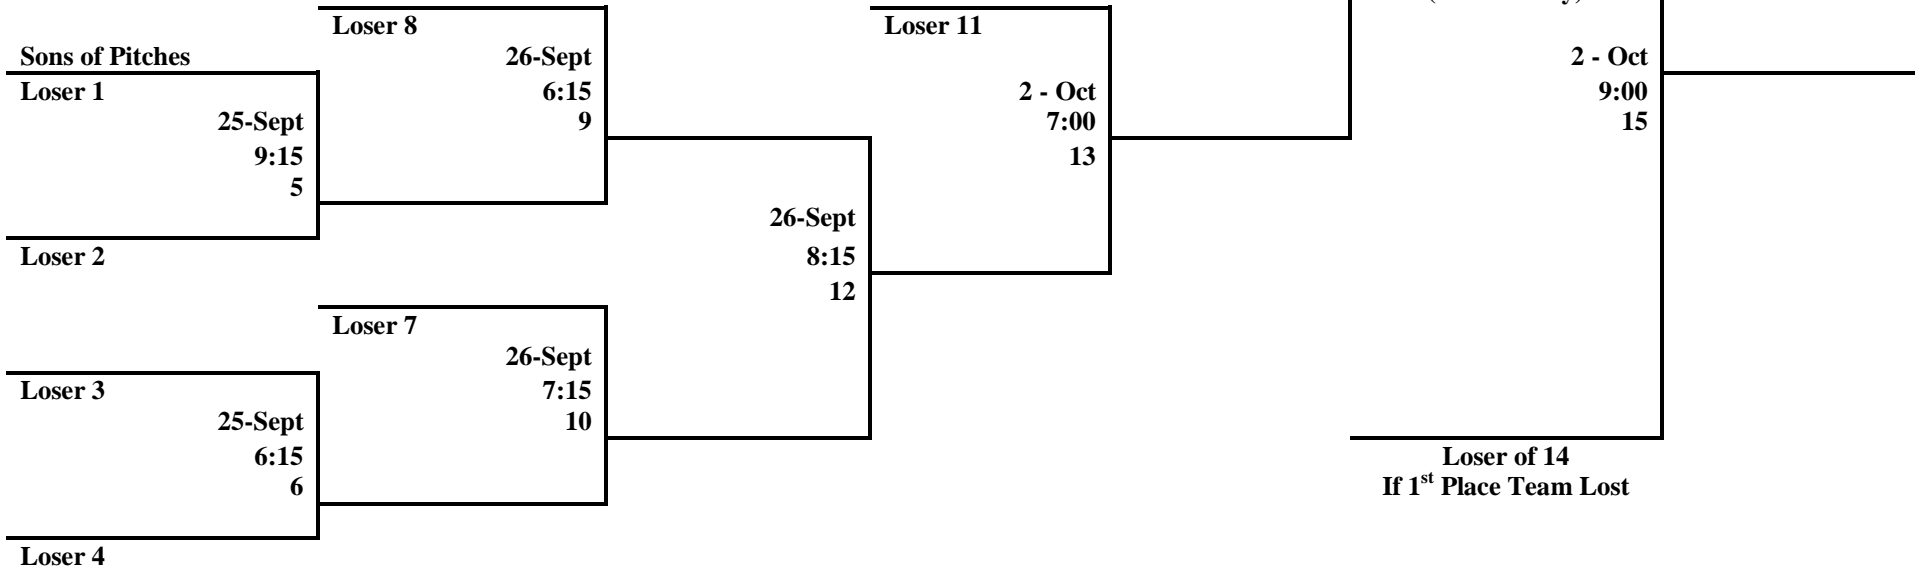 Loser 8
Loser 11
Sons of Pitches
26-Sept
2 - Oct
Loser 1
6:15
2 - Oct
9:00
25-Sept
9
7:00
15
9:15
13
5
26-Sept
Loser 2
8:15
12
Loser 7
26-Sept
Loser 3
7:15
25-Sept
10
6:15
Loser of 14
6
If 1st Place Team Lost
Loser 4